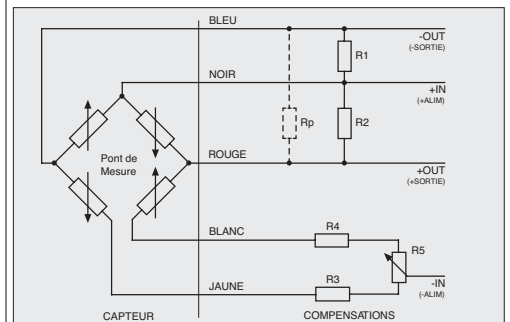 BLEU
-OUT
(-SORTIE)
R1
NOIR
+IN
(+ALIM)
Rp
R2
Pont de
Mesure
ROUGE
+OUT
(+SORTIE)
BLANC
R4
R5
-IN
(-ALIM)
JAUNE
R3
CAPTEUR
COMPENSATIONS